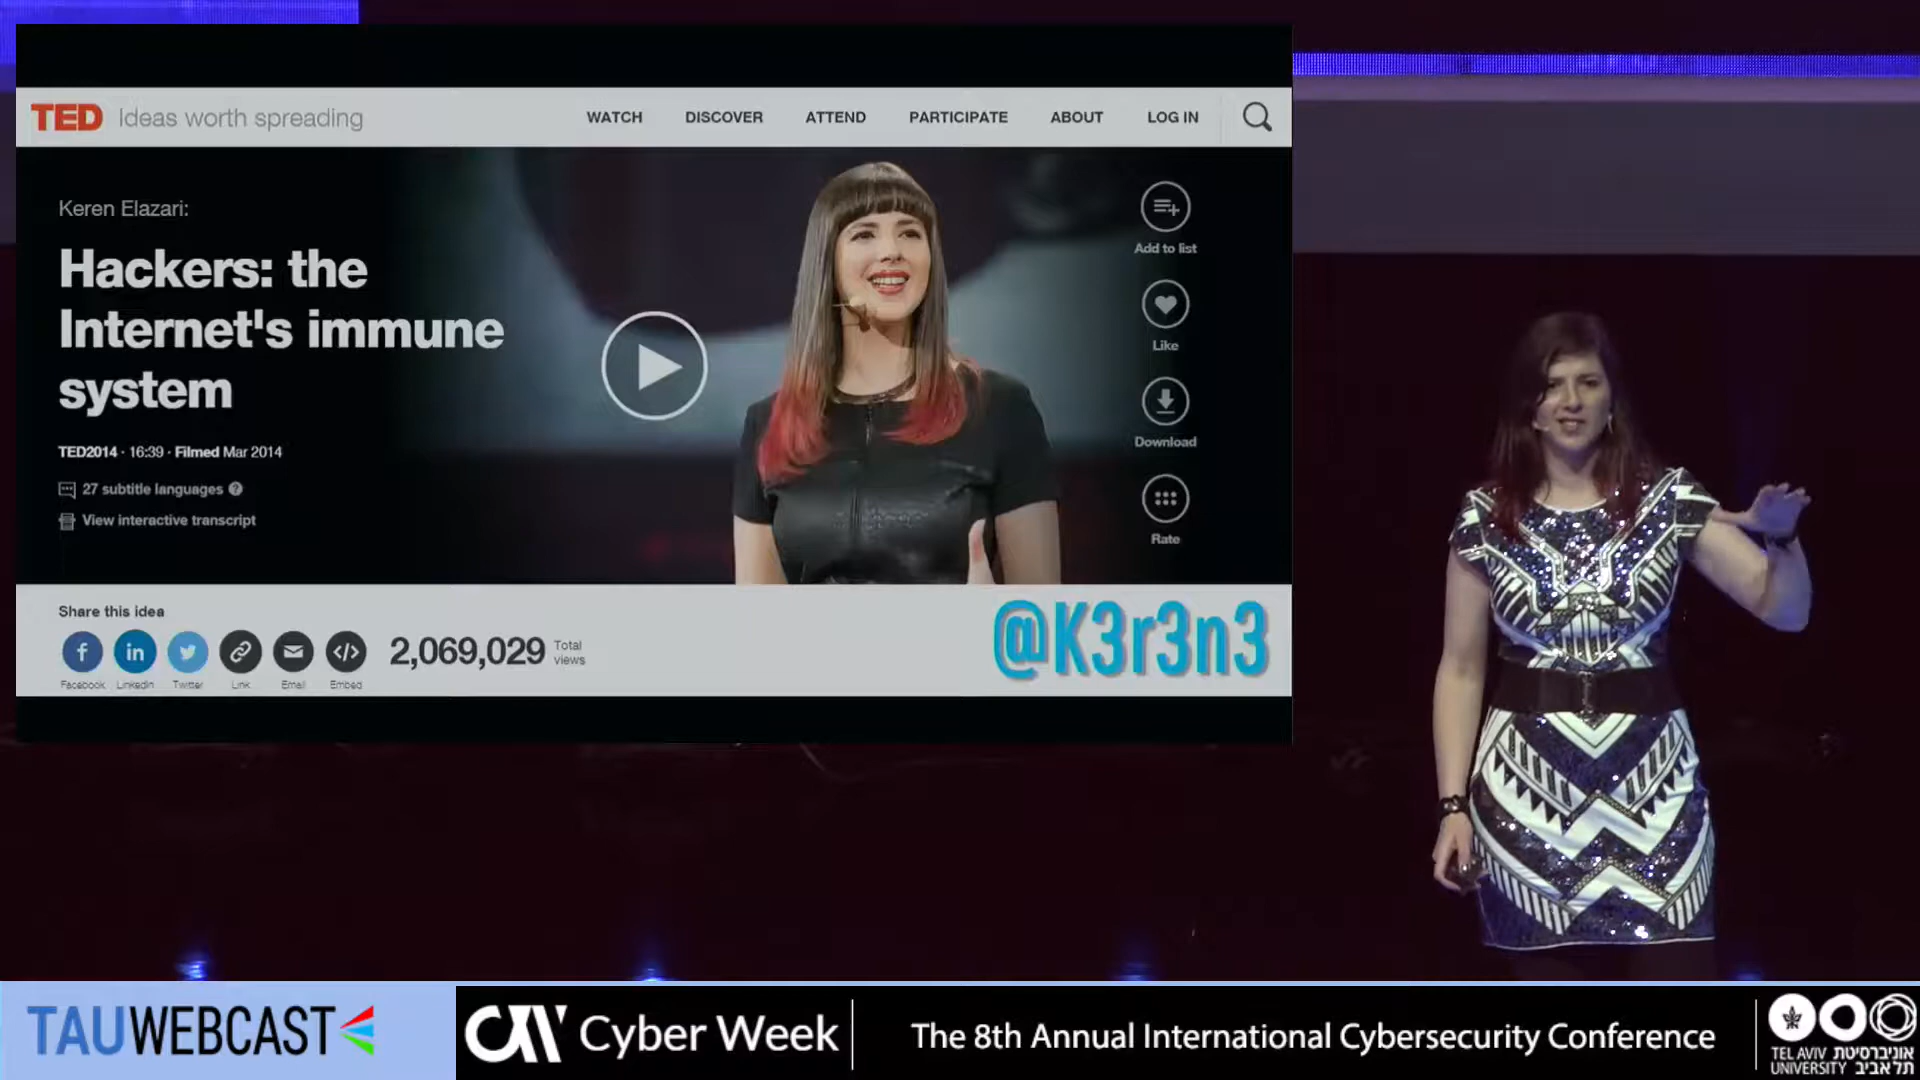 TED Ideas worth spreading
WATCH DISCOVER ATTEND PARTICIPATE ABOUT LOG IN
Keren Elazari:
Hackers: the
Internet's immune
system
TED2014 · 16:39 · Filmed Mar 2014
27 subtitle languages ?
View interactive transcript
Add to list
Like
Download
Rate
Share this idea
f in
Facebook LinkedIn Twitter Link Email Embed
2,069,029 Total
views
@K3r3n3
TAUWEBCAST
Cyber Week
The 8th Annual International Cybersecurity Conference
TEL AVIV אוניברסיטת
UNIVERSITY תל אביב